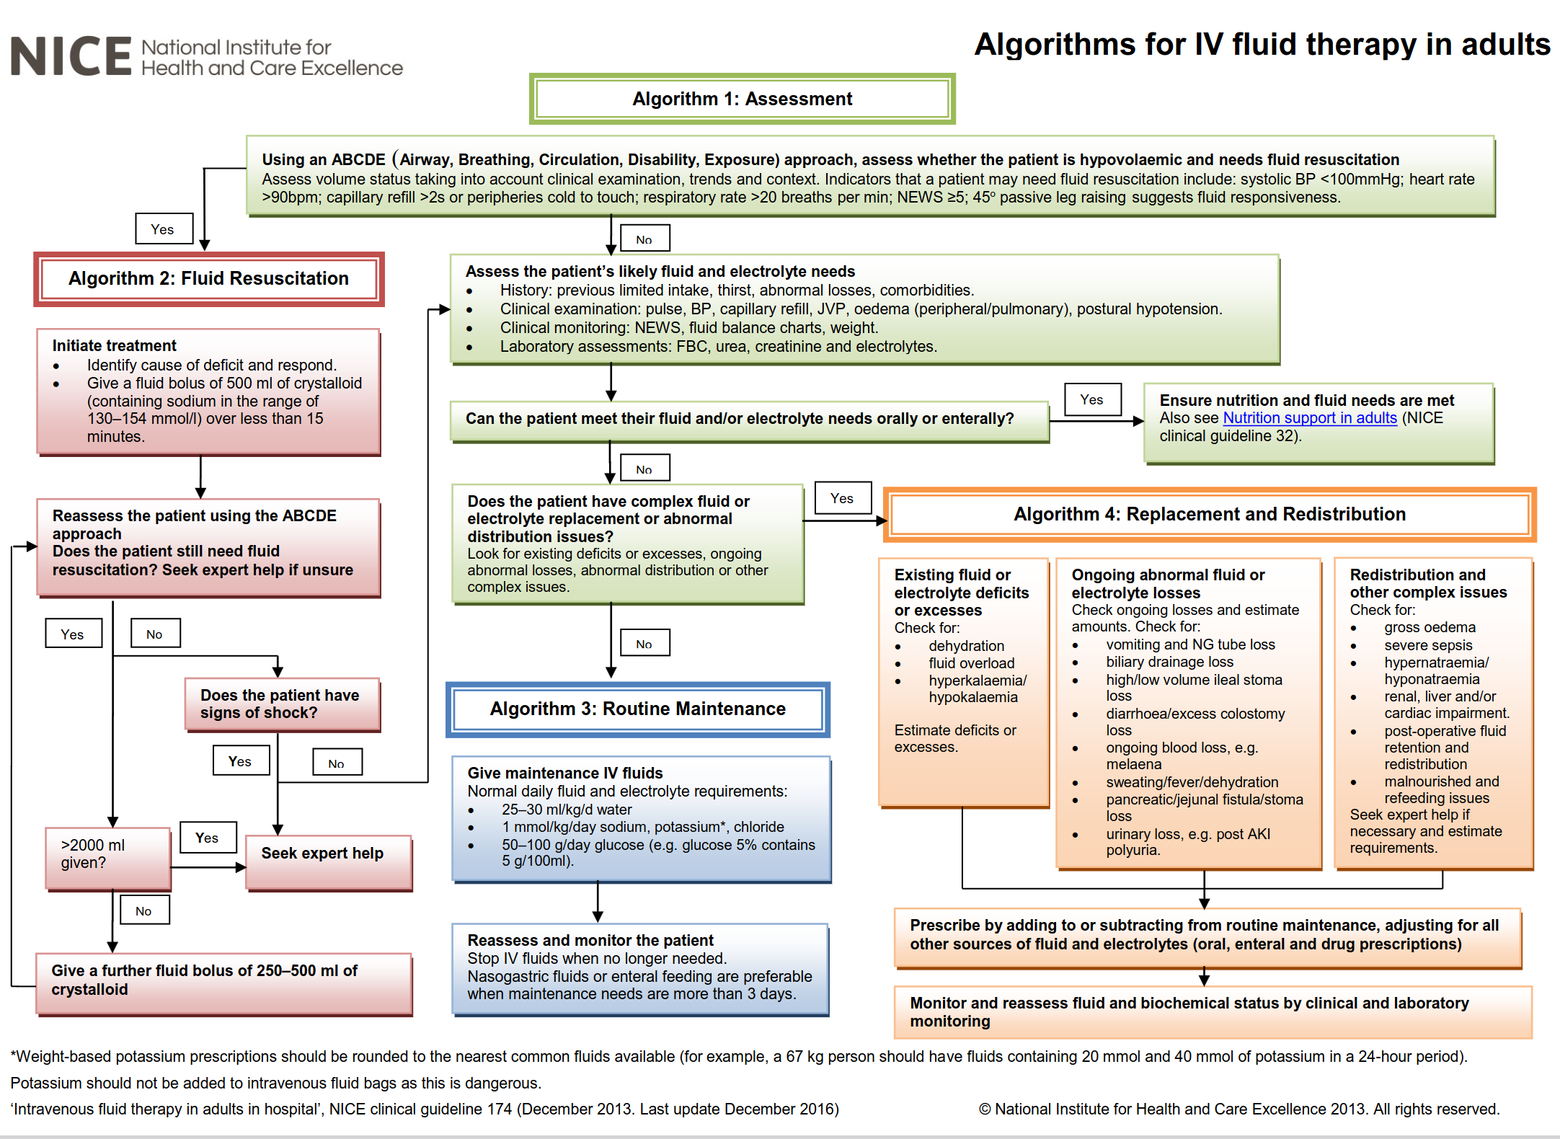 NICE National Institute for
Health and Care Excellence
Algorithms for IV fluid therapy in adults
Algorithm 1: Assessment
Using an ABCDE (Airway, Breathing, Circulation, Disability, Exposure) approach, assess whether the patient is hypovolaemic and needs fluid resuscitation
Assess volume status taking into account clinical examination, trends and context. Indicators that a patient may need fluid resuscitation include: systolic BP <100mmHg; heart rate
>90bpm; capillary refill >2s or peripheries cold to touch; respiratory rate >20 breaths per min; NEWS ≥5; 45º passive leg raising suggests fluid responsiveness.
Yes
No
Algorithm 2: Fluid Resuscitation
Initiate treatment
• Identify cause of deficit and respond.
• Give a fluid bolus of 500 ml of crystalloid
(containing sodium in the range of
130–154 mmol/l) over less than 15
minutes.
Reassess the patient using the ABCDE
approach
Does the patient still need fluid
resuscitation? Seek expert help if unsure
Yes
No
Does the patient have
signs of shock?
Yes
No
>2000 ml
given?
Yes
Seek expert help
No
Give a further fluid bolus of 250–500 ml of
crystalloid
Assess the patient’s likely fluid and electrolyte needs
• History: previous limited intake, thirst, abnormal losses, comorbidities.
• Clinical examination: pulse, BP, capillary refill, JVP, oedema (peripheral/pulmonary), postural hypotension.
• Clinical monitoring: NEWS, fluid balance charts, weight.
• Laboratory assessments: FBC, urea, creatinine and electrolytes.
Can the patient meet their fluid and/or electrolyte needs orally or enterally?
Yes
Ensure nutrition and fluid needs are met
Also see Nutrition support in adults (NICE
clinical guideline 32).
No
Does the patient have complex fluid or
electrolyte replacement or abnormal
distribution issues?
Look for existing deficits or excesses, ongoing
abnormal losses, abnormal distribution or other
complex issues.
Yes
No
Algorithm 3: Routine Maintenance
Give maintenance IV fluids
Normal daily fluid and electrolyte requirements:
• 25–30 ml/kg/d water
• 1 mmol/kg/day sodium, potassium*, chloride
• 50–100 g/day glucose (e.g. glucose 5% contains
5 g/100ml).
Reassess and monitor the patient
Stop IV fluids when no longer needed.
Nasogastric fluids or enteral feeding are preferable
when maintenance needs are more than 3 days.
Algorithm 4: Replacement and Redistribution
Existing fluid or
electrolyte deficits
or excesses
Check for:
• dehydration
• fluid overload
• hyperkalaemia/
hypokalaemia
Estimate deficits or
excesses.
Ongoing abnormal fluid or
electrolyte losses
Check ongoing losses and estimate
amounts. Check for:
• vomiting and NG tube loss
• biliary drainage loss
• high/low volume ileal stoma
loss
• diarrhoea/excess colostomy
loss
• ongoing blood loss, e.g.
melaena
• sweating/fever/dehydration
• pancreatic/jejunal fistula/stoma
loss
• urinary loss, e.g. post AKI
polyuria.
Redistribution and
other complex issues
Check for:
• gross oedema
• severe sepsis
• hypernatraemia/
hyponatraemia
• renal, liver and/or
cardiac impairment.
• post-operative fluid
retention and
redistribution
• malnourished and
refeeding issues
Seek expert help if
necessary and estimate
requirements.
Prescribe by adding to or subtracting from routine maintenance, adjusting for all
other sources of fluid and electrolytes (oral, enteral and drug prescriptions)
Monitor and reassess fluid and biochemical status by clinical and laboratory
monitoring
*Weight-based potassium prescriptions should be rounded to the nearest common fluids available (for example, a 67 kg person should have fluids containing 20 mmol and 40 mmol of potassium in a 24-hour period).
Potassium should not be added to intravenous fluid bags as this is dangerous.
‘Intravenous fluid therapy in adults in hospital’, NICE clinical guideline 174 (December 2013. Last update December 2016)
© National Institute for Health and Care Excellence 2013. All rights reserved.